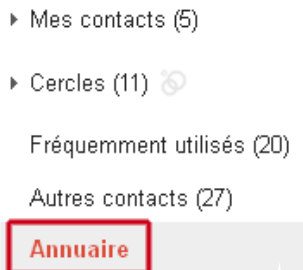 Mes contacts (5)
Cercles (11)
Fréquemment utilisés (20)
Autres contacts (27)
Annuaire